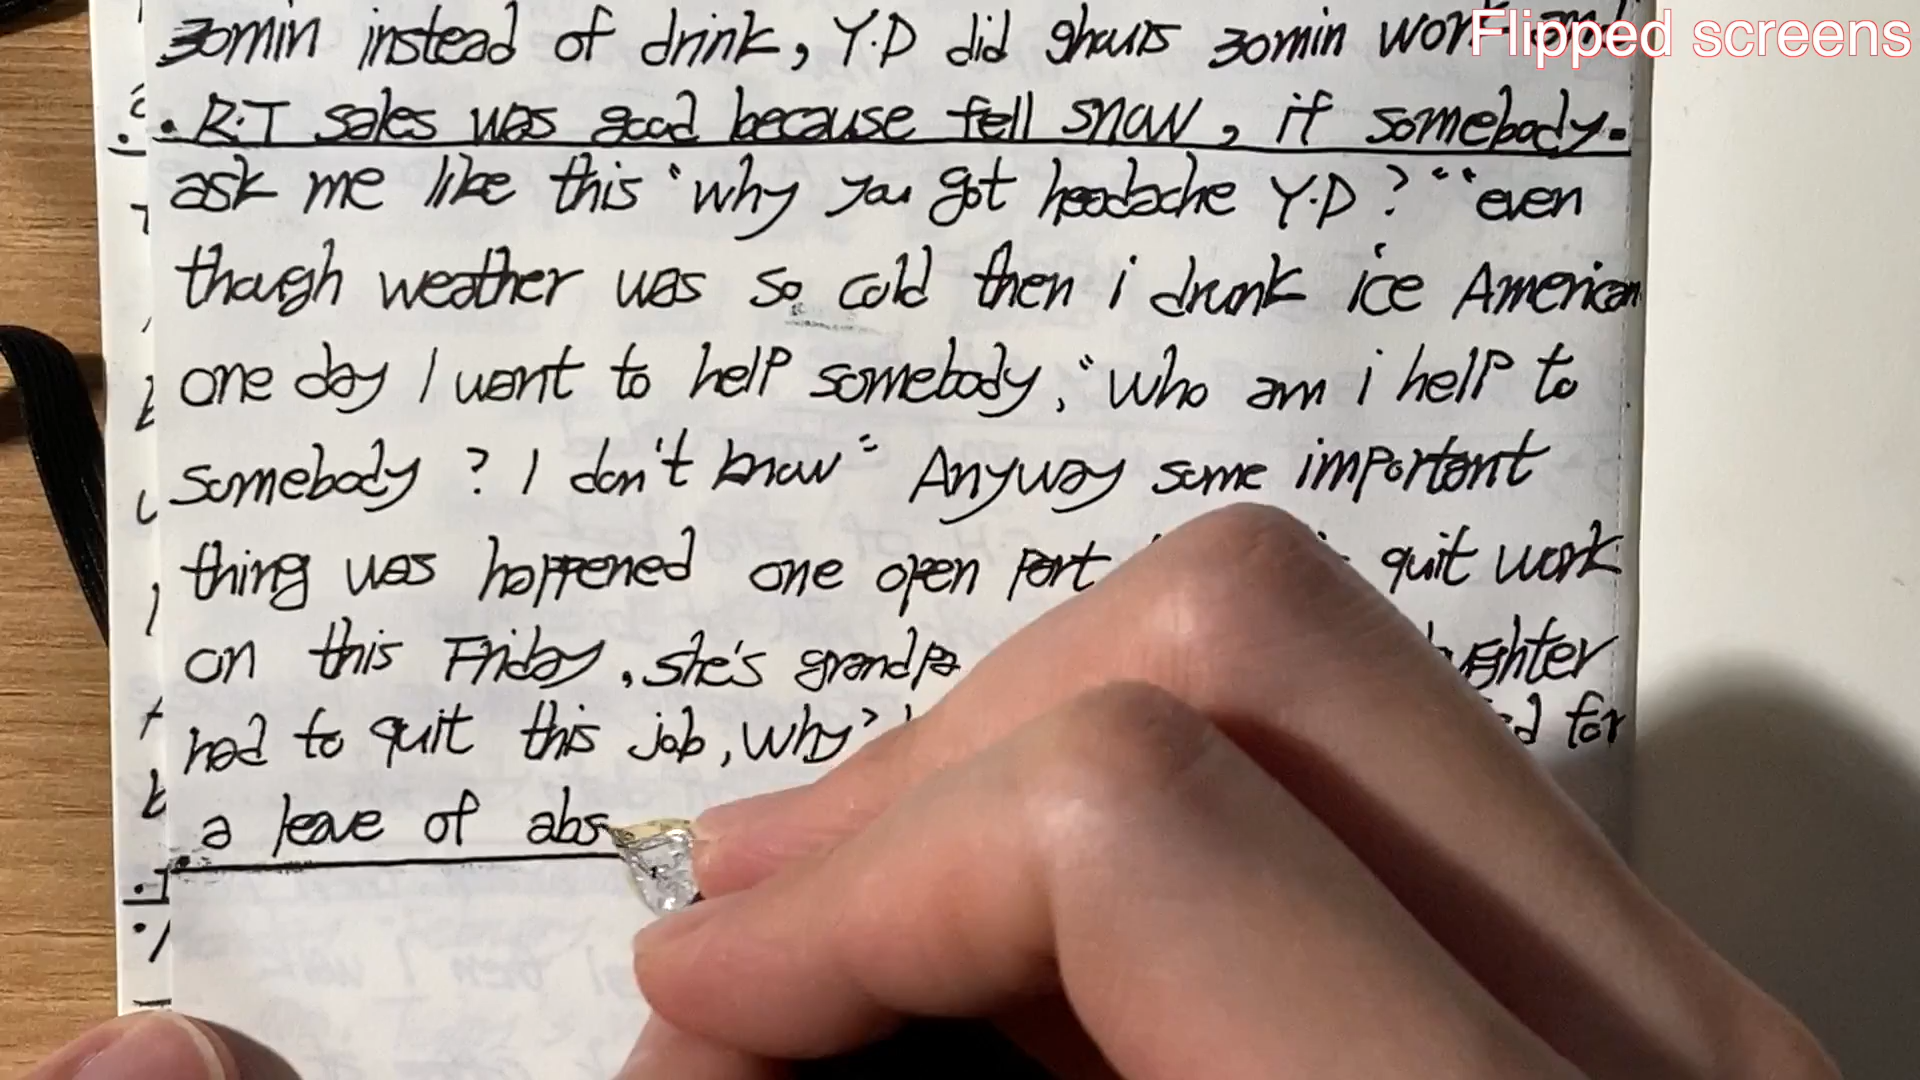 Flipped screens
30min instead of drink, Y.D did 9hours 30min work and
• R.T sales was good because fell snow, if somebody.
ask me like this "why you got headache Y.D?" "even
though weather was so cold then i drunk ice American
one day I want to help somebody, "who am i help to
somebody? I don't know" Anyway some important
thing was happened one open part quit work
on this Friday, she's grandpa
had to quit this job, why? for
a leave of abs